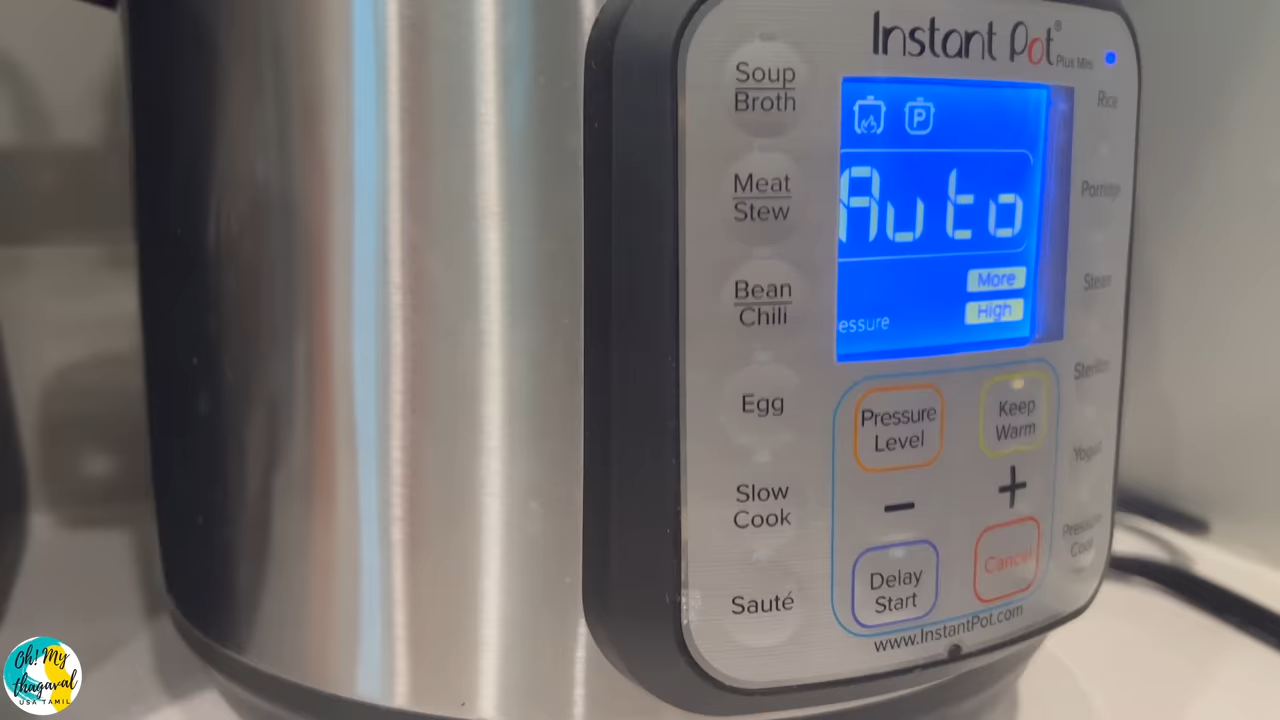 Instant Pot®
Plus Mini
Soup
Broth
Meat
Stew
Bean
Chili
Egg
Slow
Cook
Sauté
P
Auto
More
High
essure
Pressure
Level
Keep
Warm
−
+
Delay
Start
Cancel
www.InstantPot.com
Rice
Porridge
Steam
Sterilize
Yogurt
Pressure
Cook
Oh! My
thagaval
USA TAMIL